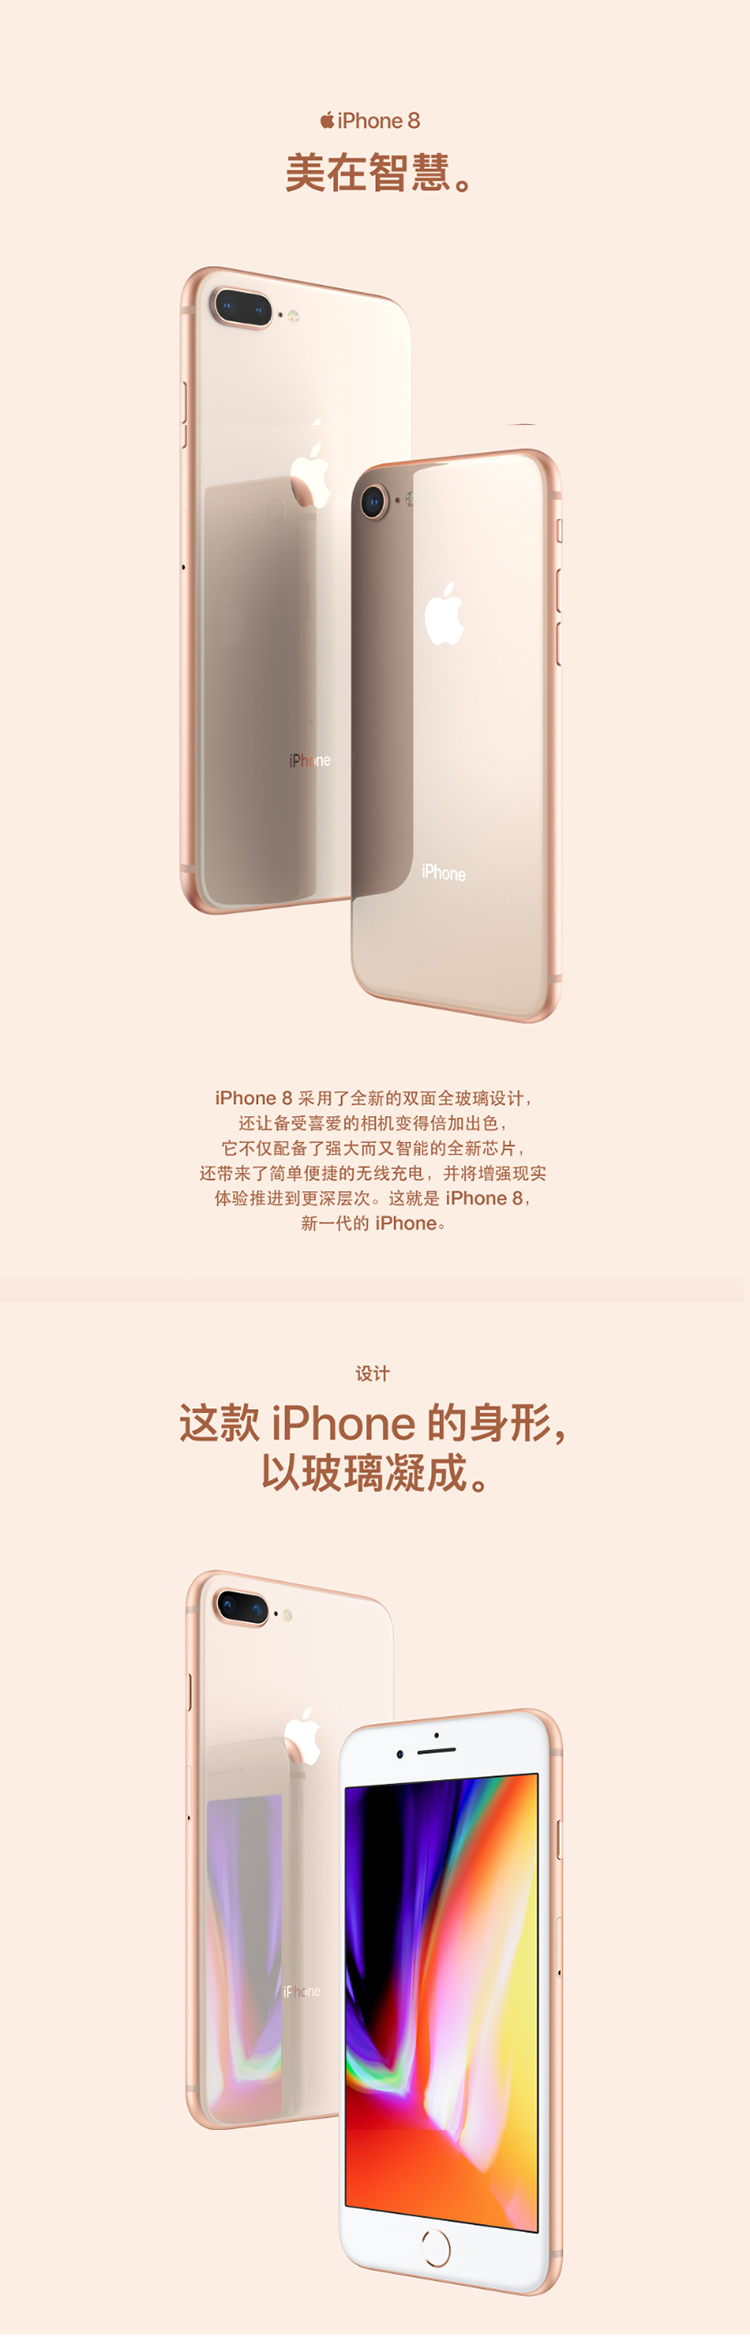 iPhone 8
美在智慧。
iPhone
iPhone
iPhone 8 采用了全新的双面全玻璃设计，
还让备受喜爱的相机变得倍加出色，
它不仅配备了强大而又智能的全新芯片，
还带来了简单便捷的无线充电，并将增强现实
体验推进到更深层次。这就是 iPhone 8，
新一代的 iPhone。
设计
这款 iPhone 的身形，
以玻璃凝成。
iPhone